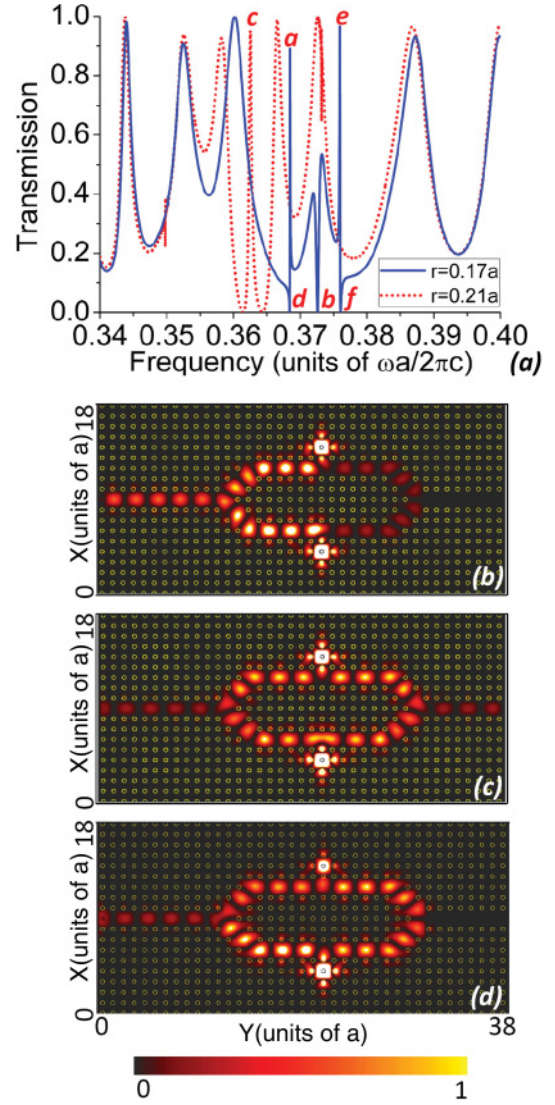 1.0
0.8
0.6
0.4
0.2
0.0
Transmission
c
a
e
d
b
f
r=0.17a
r=0.21a
0.34 0.35 0.36 0.37 0.38 0.39 0.40
Frequency (units of ωa/2πc)
(a)
18
X(units of a)
0
(b)
18
X(units of a)
0
(c)
18
X(units of a)
(d)
0
38
Y(units of a)
0
1